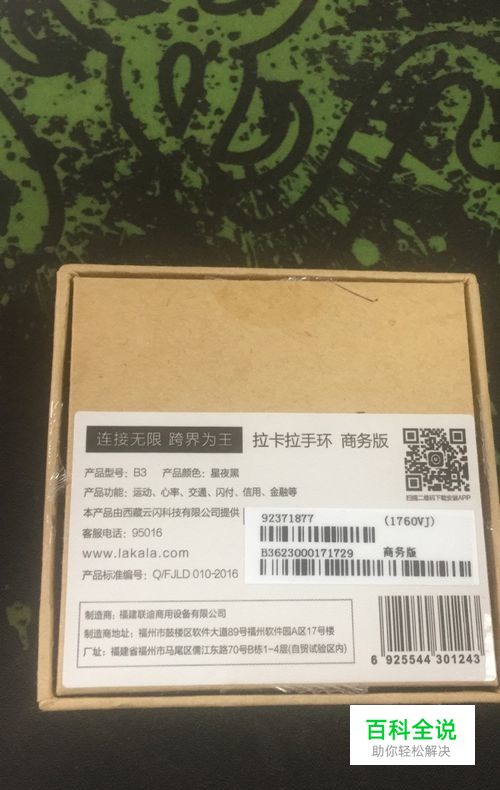 连接无限 跨界为王
拉卡拉手环 商务版
产品型号：B3 产品颜色：星夜黑
产品功能：运动、心率、交通、闪付、信用、金融等
扫描二维码下载安装APP
本产品由西藏云闪科技有限公司提供
客服电话：95016
www.lakala.com
产品标准编号：Q/FJLD 010-2016
92371877 (1760VJ)
B3623000171729 商务版
制造商：福建联迪商用设备有限公司
制造商地址：福州市鼓楼区软件大道89号福州软件园A区17号楼
厂址：福建省福州市马尾区儒江东路70号B栋1-4层(自贸试验区内)
6 925544 301243
百科全说
助你轻松解决